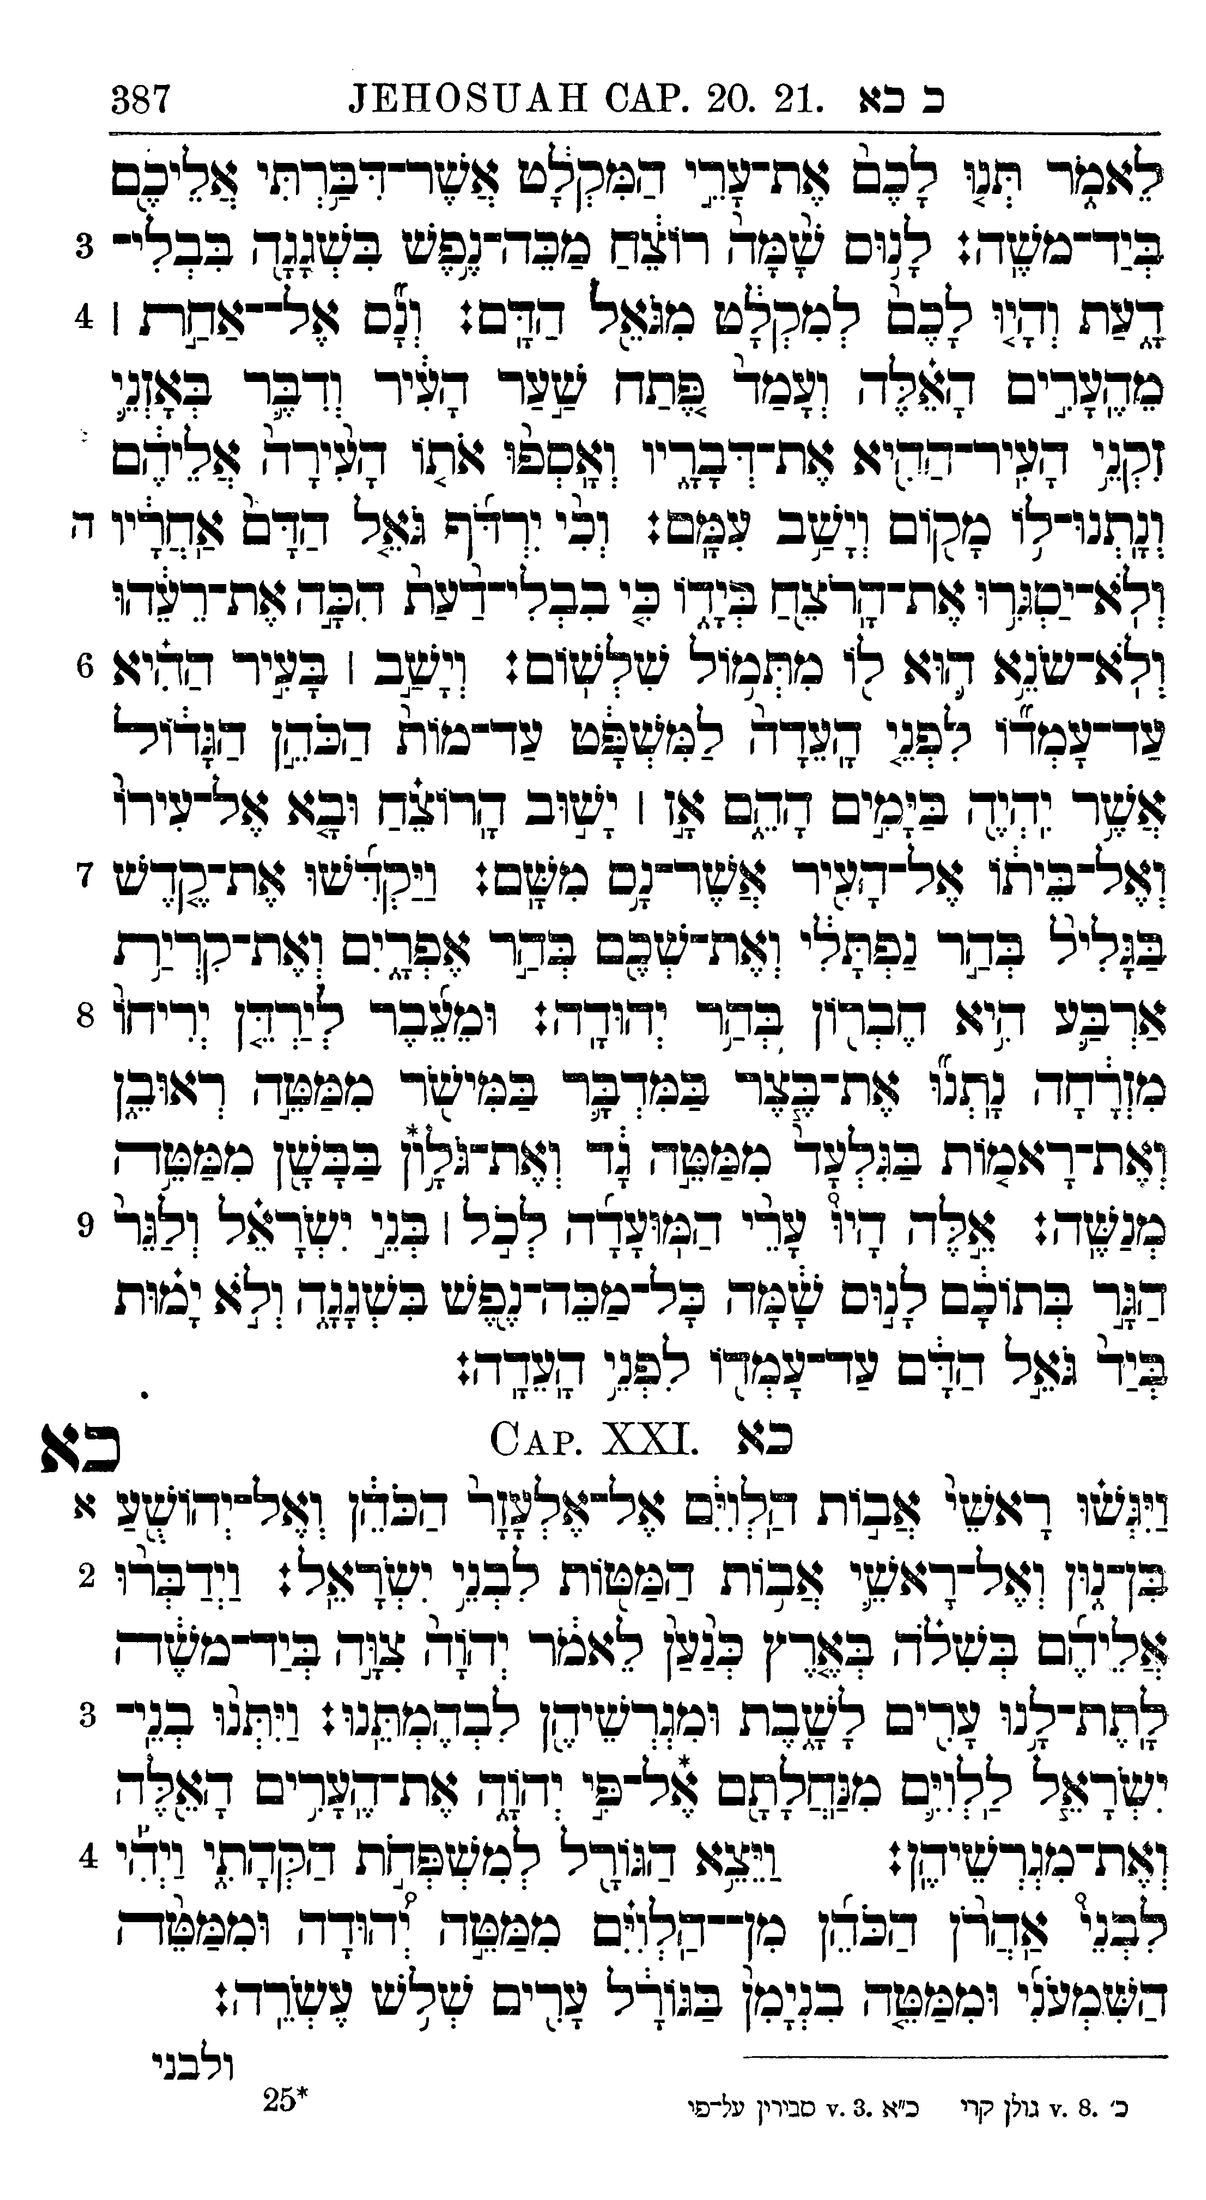 387 JEHOSUAH CAP. 20. 21. כ כא
לֵאמֹ֑ר תְּנ֤וּ לָכֶם֙ אֶת־עָרֵ֣י הַמִּקְלָ֔ט אֲשֶׁר־דִּבַּ֥רְתִּי אֲלֵיכֶ֖ם
3 בְּיַד־מֹשֶֽׁה׃ לָנ֥וּס שָׁ֙מָּה֙ רוֹצֵ֔חַ מַכֵּה־נֶ֥פֶשׁ בִּשְׁגָגָ֖ה בִּבְלִי־
4 דָ֑עַת וְהָי֤וּ לָכֶם֙ לְמִקְלָ֔ט מִגֹּאֵ֖ל הַדָּֽם׃ וְנָ֞ס אֶל־אַחַ֣ת ׀
מֵהֶעָרִ֣ים הָאֵ֗לֶּה וְעָמַד֙ פֶּ֚תַח שַׁ֣עַר הָעִ֔יר וְדִבֶּ֛ר בְּאָזְנֵ֛י
זִקְנֵ֥י הָעִֽיר־הַהִ֖יא אֶת־דְּבָרָ֑יו וְאָסְפ֨וּ אֹת֤וֹ הָעִ֙ירָה֙ אֲלֵיהֶ֔ם
ה וְנָתְנוּ־ל֥וֹ מָק֖וֹם וְיָשַׁ֥ב עִמָּֽם׃ וְכִ֨י יִרְדֹּ֜ף גֹּאֵ֤ל הַדָּם֙ אַֽחֲרָ֔יו
וְלֹֽא־יַסְגִּ֥רוּ אֶת־הָרֹצֵ֖חַ בְּיָד֑וֹ כִּ֤י בִבְלִי־דַ֙עַת֙ הִכָּ֣ה אֶת־רֵעֵ֔הוּ
6 וְלֹֽא־שֹׂנֵ֥א ה֛וּא ל֖וֹ מִתְּמ֥וֹל שִׁלְשֽׁוֹם׃ וְיָשַׁ֣ב ׀ בָּעִ֣יר הַהִ֗יא
עַד־עָמְד֞וֹ לִפְנֵ֤י הָֽעֵדָה֙ לַמִּשְׁפָּ֔ט עַד־מוֹת֙ הַכֹּהֵ֣ן הַגָּד֔וֹל
אֲשֶׁ֥ר יִהְיֶ֖ה בַּיָּמִ֣ים הָהֵ֑ם אָ֣ז ׀ יָשׁ֣וּב הָֽרוֹצֵ֗חַ וּבָ֤א אֶל־עִירוֹ֙
7 וְאֶל־בֵּית֔וֹ אֶל־הָעִ֖יר אֲשֶׁר־נָ֥ס מִשָּֽׁם׃ וַיַּקְדִּ֜שׁוּ אֶת־קֶ֤דֶשׁ
בַּגָּלִיל֙ בְּהַ֣ר נַפְתָּלִ֔י וְאֶת־שְׁכֶ֖ם בְּהַ֣ר אֶפְרָ֑יִם וְאֶת־קִרְיַ֥ת
8 אַרְבַּ֛ע הִ֥יא חֶבְר֖וֹן בְּהַ֥ר יְהוּדָֽה׃ וּמֵעֵ֜בֶר לְיַרְדֵּ֤ן יְרִיחוֹ֙
מִזְרָ֔חָה נָֽתְנ֞וּ אֶת־בֶּ֧צֶר בַּמִּדְבָּ֛ר בַּמִּישֹׁ֖ר מִמַּטֵּ֣ה רְאוּבֵ֑ן
וְאֶת־רָאמ֤וֹת בַּגִּלְעָד֙ מִמַּטֵּ֣ה גָ֔ד וְאֶת־גֹּלָ֥וֹן* בַּבָּשָׁ֖ן מִמַּטֵּ֥ה
9 מְנַשֶּֽׁה׃ אֵ֣לֶּה הָיוּ֩ עָרֵ֨י הַמּֽוּעָדָ֜ה לְכֹ֣ל ׀ בְּנֵ֣י יִשְׂרָאֵ֗ל וְלַגֵּר֙
הַגָּ֣ר בְּתוֹכָ֔ם לָנ֣וּס שָׁ֔מָּה כָּל־מַכֵּה־נֶ֖פֶשׁ בִּשְׁגָגָ֑ה וְלֹ֣א יָמ֗וּת
בְּיַד֙ גֹּאֵ֣ל הַדָּ֔ם עַד־עָמְד֖וֹ לִפְנֵ֥י הָעֵדָֽה׃
כא CAP. XXI. כא
א וַֽיִּגְּשׁ֗וּ רָאשֵׁי֙ אֲב֣וֹת הַלְוִיִּ֔ם אֶל־אֶלְעָזָר֙ הַכֹּהֵ֔ן וְאֶל־יְהוֹשֻׁ֖עַ
2 בִּן־נ֑וּן וְאֶל־רָאשֵׁ֛י אֲב֥וֹת הַמַּטּ֖וֹת לִבְנֵ֥י יִשְׂרָאֵֽל׃ וַיְדַבְּר֨וּ
אֲלֵיהֶ֜ם בְּשִׁלֹ֗ה בְּאֶ֤רֶץ כְּנַ֙עַן֙ לֵאמֹ֔ר יְהוָה֙ צִוָּ֣ה בְיַד־מֹשֶׁ֔ה
3 לָֽתֶת־לָ֥נוּ עָרִ֖ים לָשָׁ֑בֶת וּמִגְרְשֵׁיהֶ֖ן לִבְהֶמְתֵּֽנוּ׃ וַיִּתְּנ֨וּ בְנֵֽי־
יִשְׂרָאֵ֧ל לַלְוִיִּ֛ם מִנַּחֲלָתָ֖ם אֶל*־פִּ֣י יְהוָ֑ה אֶת־הֶעָרִ֥ים הָאֵ֖לֶּה
4 וְאֶת־מִגְרְשֵׁיהֶֽן׃ וַיֵּצֵ֥א הַגּוֹרָ֖ל לְמִשְׁפְּחֹ֣ת הַקְּהָתִ֑י וַיְהִ֡י
לִבְנֵי֩ אַהֲרֹ֨ן הַכֹּהֵ֜ן מִן־הַלְוִיִּ֗ם מִמַּטֵּ֣ה יְ֠הוּדָה וּמִמַּטֵּ֨ה
הַשִּׁמְעֹנִ֜י וּמִמַּטֵּ֤ה בִנְיָמִן֙ בַּגּוֹרָ֔ל עָרִ֖ים שְׁלֹ֥שׁ עֶשְׂרֵֽה׃
ולבני
25*
כ׳ v. 8. גולן קרי כ״א v. 3. סבירין על־פי